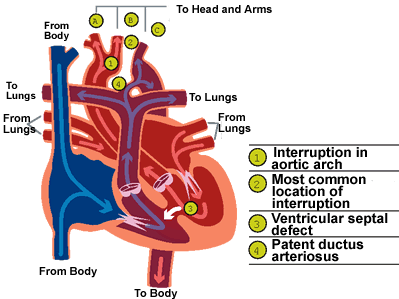 To Head and Arms
A
B
C
From
Body
2
1
4
To
Lungs
To Lungs
From
Lungs
From
Lungs
3
From Body
To Body
1 Interruption in
aortic arch
2 Most common
location of
interruption
3 Ventricular septal
defect
4 Patent ductus
arteriosus